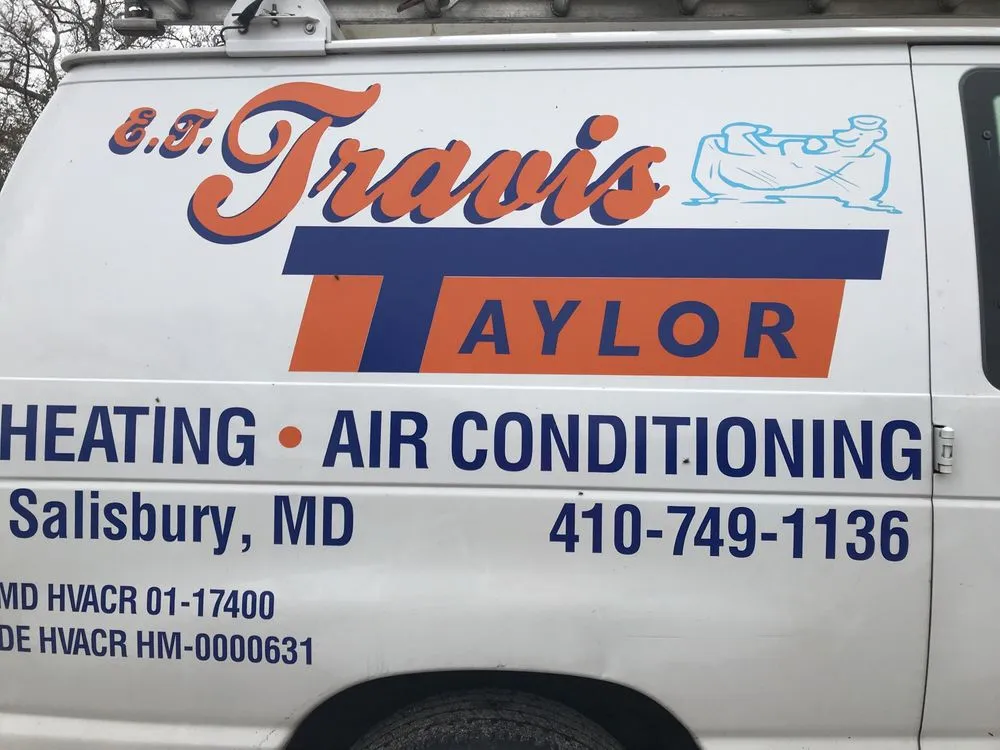 E.T. Travis
TAYLOR
HEATING • AIR CONDITIONING
Salisbury, MD 410-749-1136
MD HVACR 01-17400
DE HVACR HM-0000631